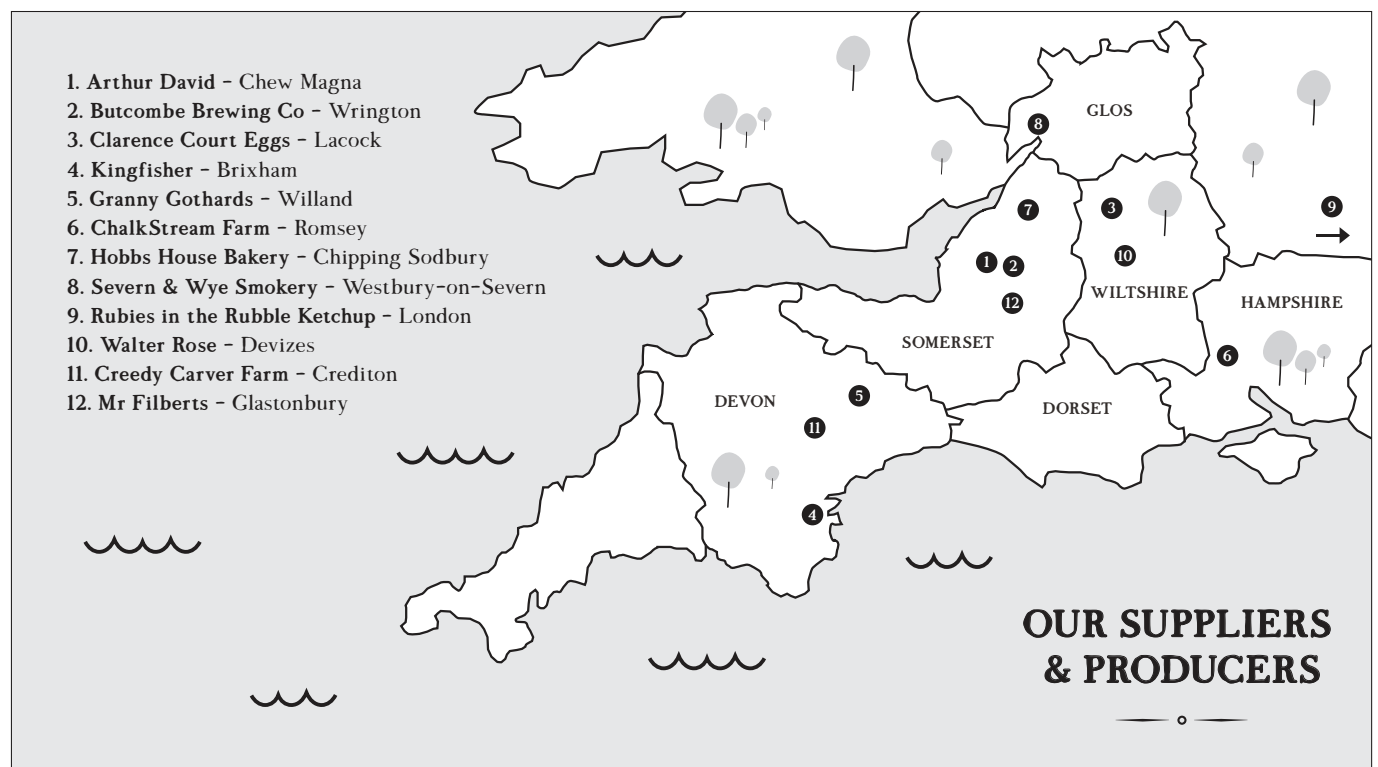 1. Arthur David – Chew Magna
2. Butcombe Brewing Co – Wrington
3. Clarence Court Eggs – Lacock
4. Kingfisher – Brixham
5. Granny Gothards – Willand
6. ChalkStream Farm – Romsey
7. Hobbs House Bakery – Chipping Sodbury
8. Severn & Wye Smokery – Westbury-on-Severn
9. Rubies in the Rubble Ketchup – London
10. Walter Rose – Devizes
11. Creedy Carver Farm – Crediton
12. Mr Filberts – Glastonbury
GLOS
8
9
7
3
1
2
10
12
WILTSHIRE
HAMPSHIRE
SOMERSET
6
DEVON
5
DORSET
11
4
OUR SUPPLIERS
& PRODUCERS